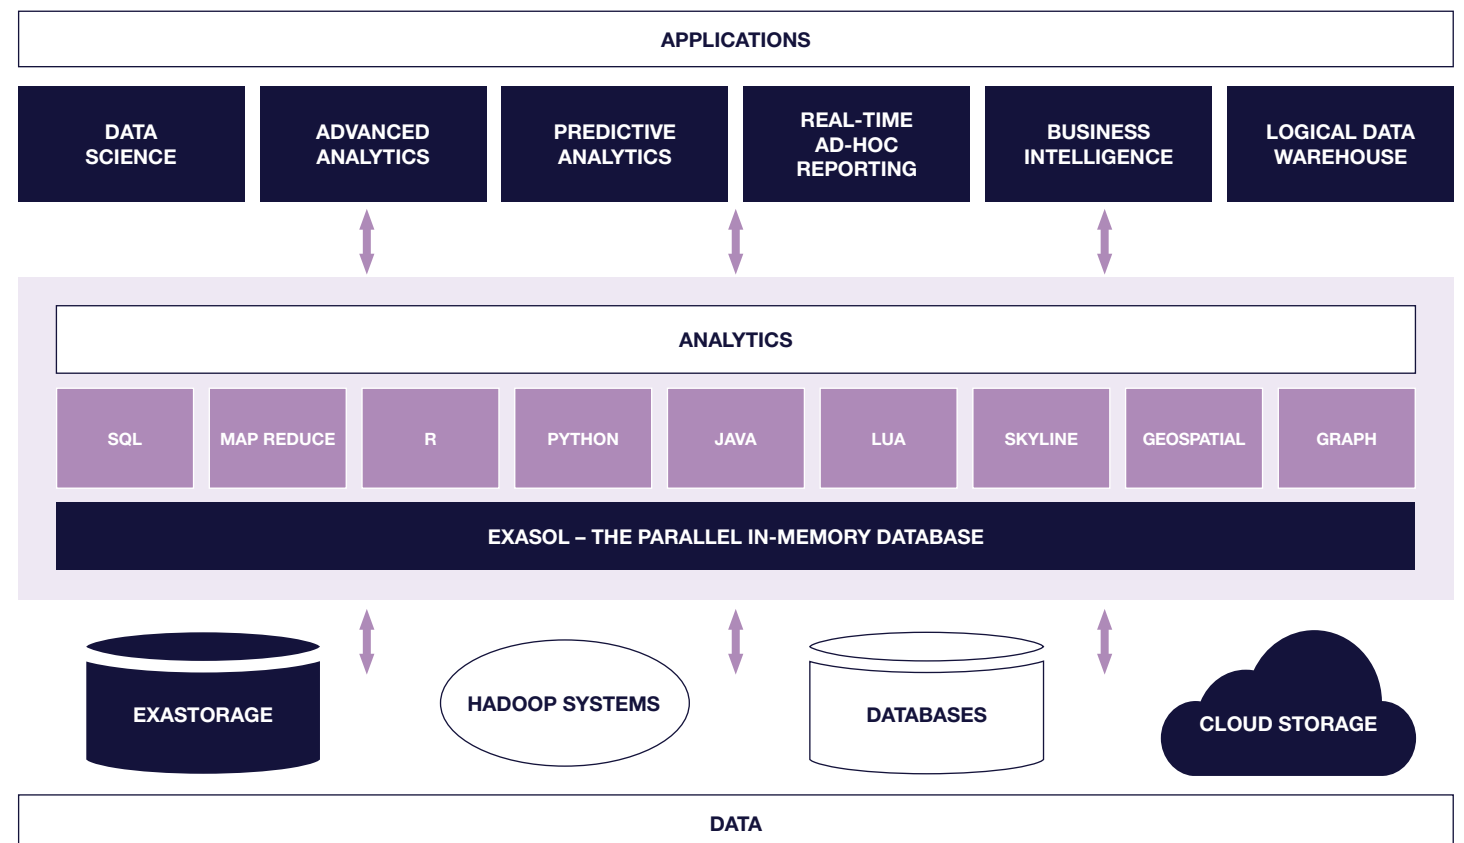 APPLICATIONS
DATA
SCIENCE
ADVANCED
ANALYTICS
PREDICTIVE
ANALYTICS
REAL-TIME
AD-HOC
REPORTING
BUSINESS
INTELLIGENCE
LOGICAL DATA
WAREHOUSE
ANALYTICS
SQL
MAP REDUCE
R
PYTHON
JAVA
LUA
SKYLINE
GEOSPATIAL
GRAPH
EXASOL – THE PARALLEL IN-MEMORY DATABASE
EXASTORAGE
HADOOP SYSTEMS
DATABASES
CLOUD STORAGE
DATA